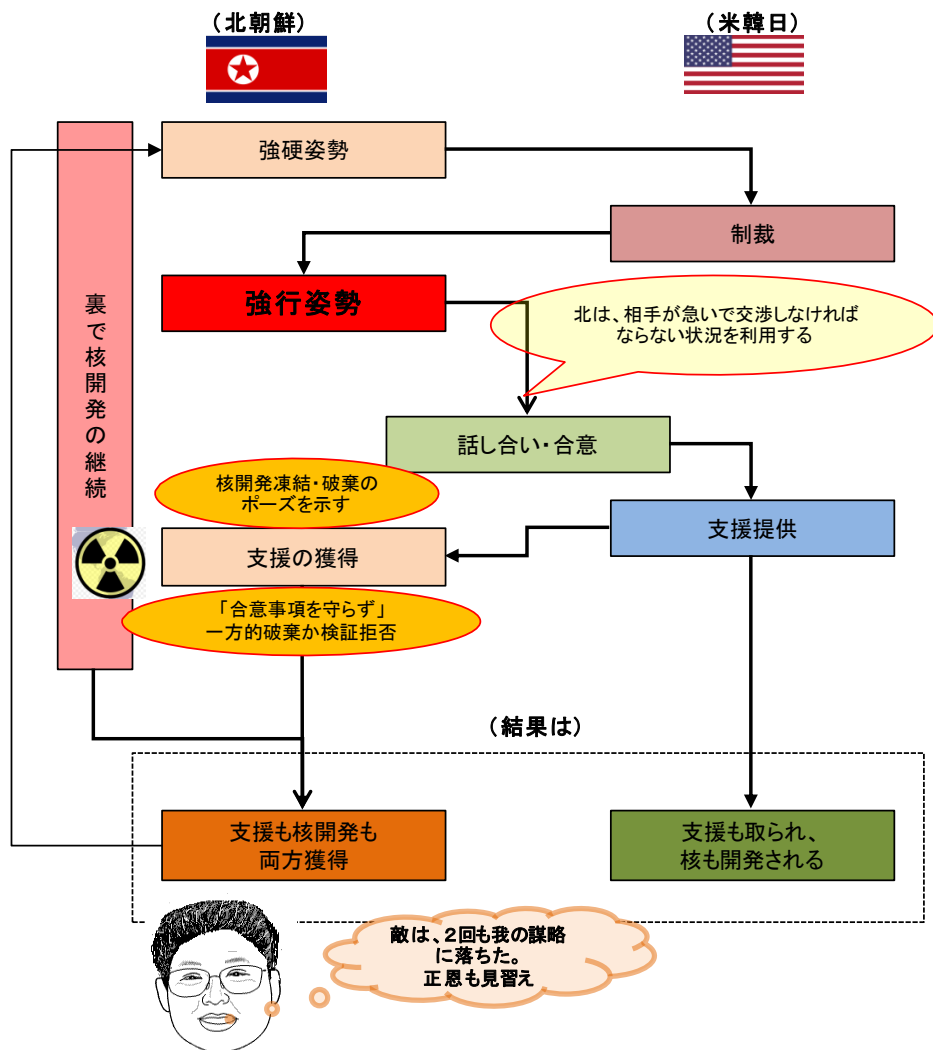 （北朝鮮）
（米韓日）
強硬姿勢
制裁
強行姿勢
北は、相手が急いで交渉しなければ
ならない状況を利用する
裏で核開発の継続
話し合い・合意
核開発凍結・破棄の
ポーズを示す
支援提供
支援の獲得
「合意事項を守らず」
一方的破棄か検証拒否
（結果は）
支援も核開発も
両方獲得
支援も取られ、
核も開発される
敵は、２回も我の謀略
に落ちた。
正恩も見習え